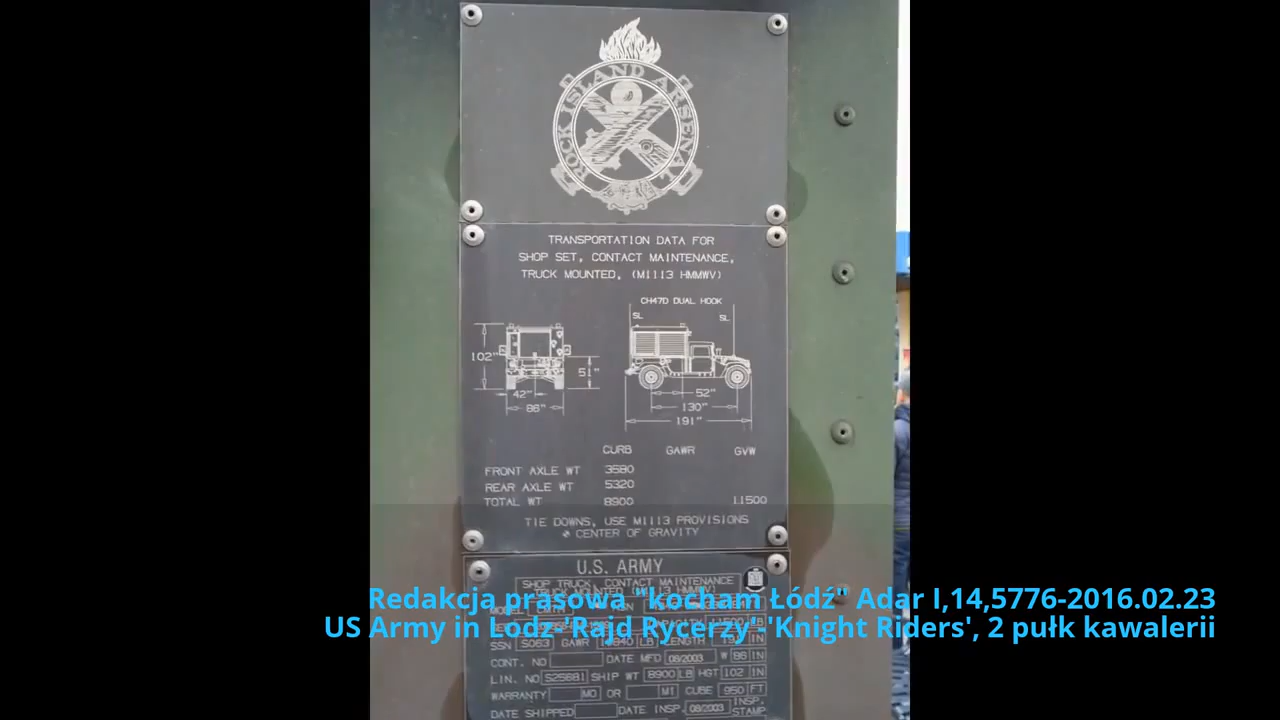 ROCK ISLAND ARSENAL
TRANSPORTATION DATA FOR
SHOP SET, CONTACT MAINTENANCE,
TRUCK MOUNTED, (M1113 HMMWV)
CH47D DUAL HOOK
SL SL
102"
51"
42"
86"
52"
130"
191"
CURB GAWR GVW
FRONT AXLE WT 3580
REAR AXLE WT 5320
TOTAL WT 8900 11500
TIE DOWNS, USE M1113 PROVISIONS
CENTER OF GRAVITY
U.S. ARMY
SHOP TRUCK, CONTACT MAINTENANCE
TRUCK MOUNTED (M1113 HMMWV)
Redakcja prasowa "kocham Łódź" Adar I,14,5776-2016.02.23
US Army in Lodz-'Rajd Rycerzy'-'Knight Riders', 2 pułk kawalerii
SSN S063 GAWR LB LENGTH IN
CONT. NO DATE MFD 08/2003 W 86 IN
LIN. NO S25681 SHIP WT 8900 LB HGT 102 IN
WARRANTY MO OR MI CUBE 950 FT
DATE SHIPPED DATE INSP. 08/2003 INSP. STAMP